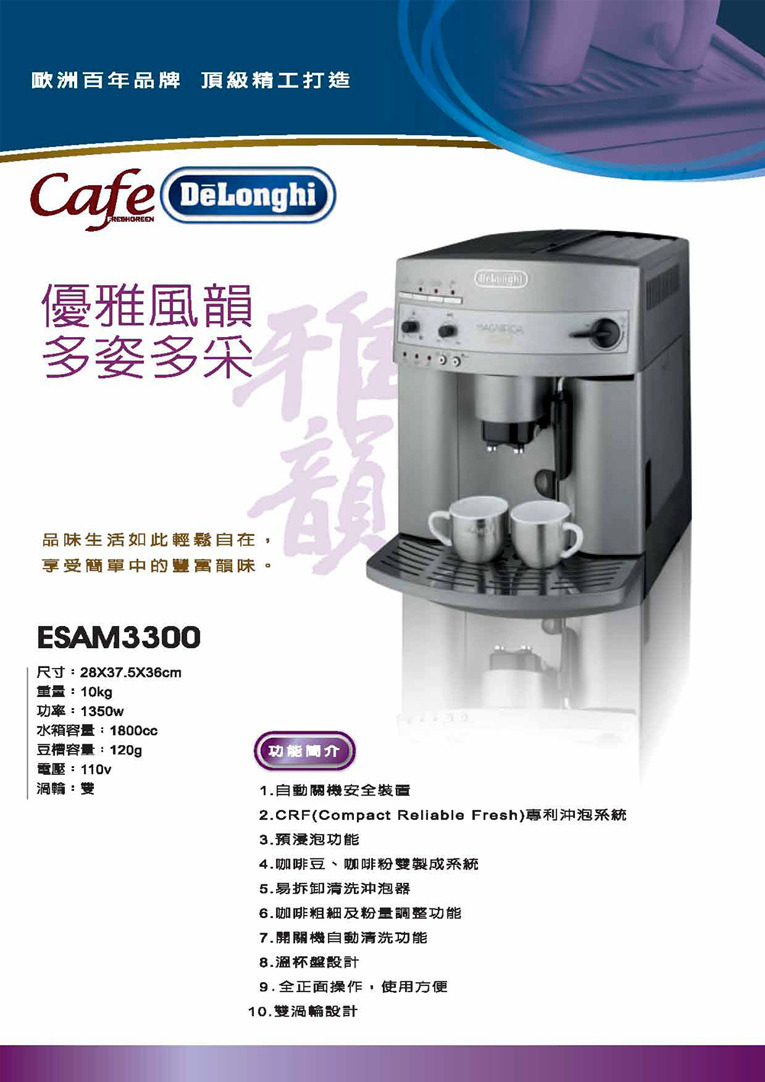 歐洲百年品牌 頂級精工打造
Cafe
FRESHGREEN
DeLonghi
DeLonghi
MAGNIFICA
優雅風韻
多姿多采
雅韻
品味生活如此輕鬆自在，
享受簡單中的豐富韻味。
ESAM3300
尺寸：28X37.5X36cm
重量：10kg
功率：1350w
水箱容量：1800cc
豆槽容量：120g
電壓：110v
渦輪：雙
功能簡介
1.自動關機安全裝置
2.CRF(Compact Reliable Fresh)專利沖泡系統
3.預浸泡功能
4.咖啡豆、咖啡粉雙製成系統
5.易拆卸清洗沖泡器
6.咖啡粗細及粉量調整功能
7.開關機自動清洗功能
8.溫杯盤設計
9.全正面操作，使用方便
10.雙渦輪設計